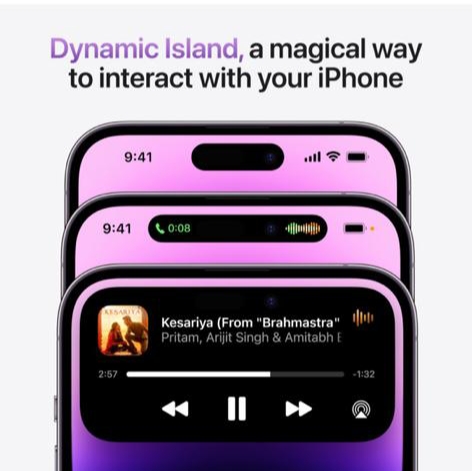 Dynamic Island, a magical way
to interact with your iPhone
9:41
9:41 0:08
KESARIYA
Kesariya (From "Brahmastra"
Pritam, Arijit Singh & Amitabh B
2:57 -1:32